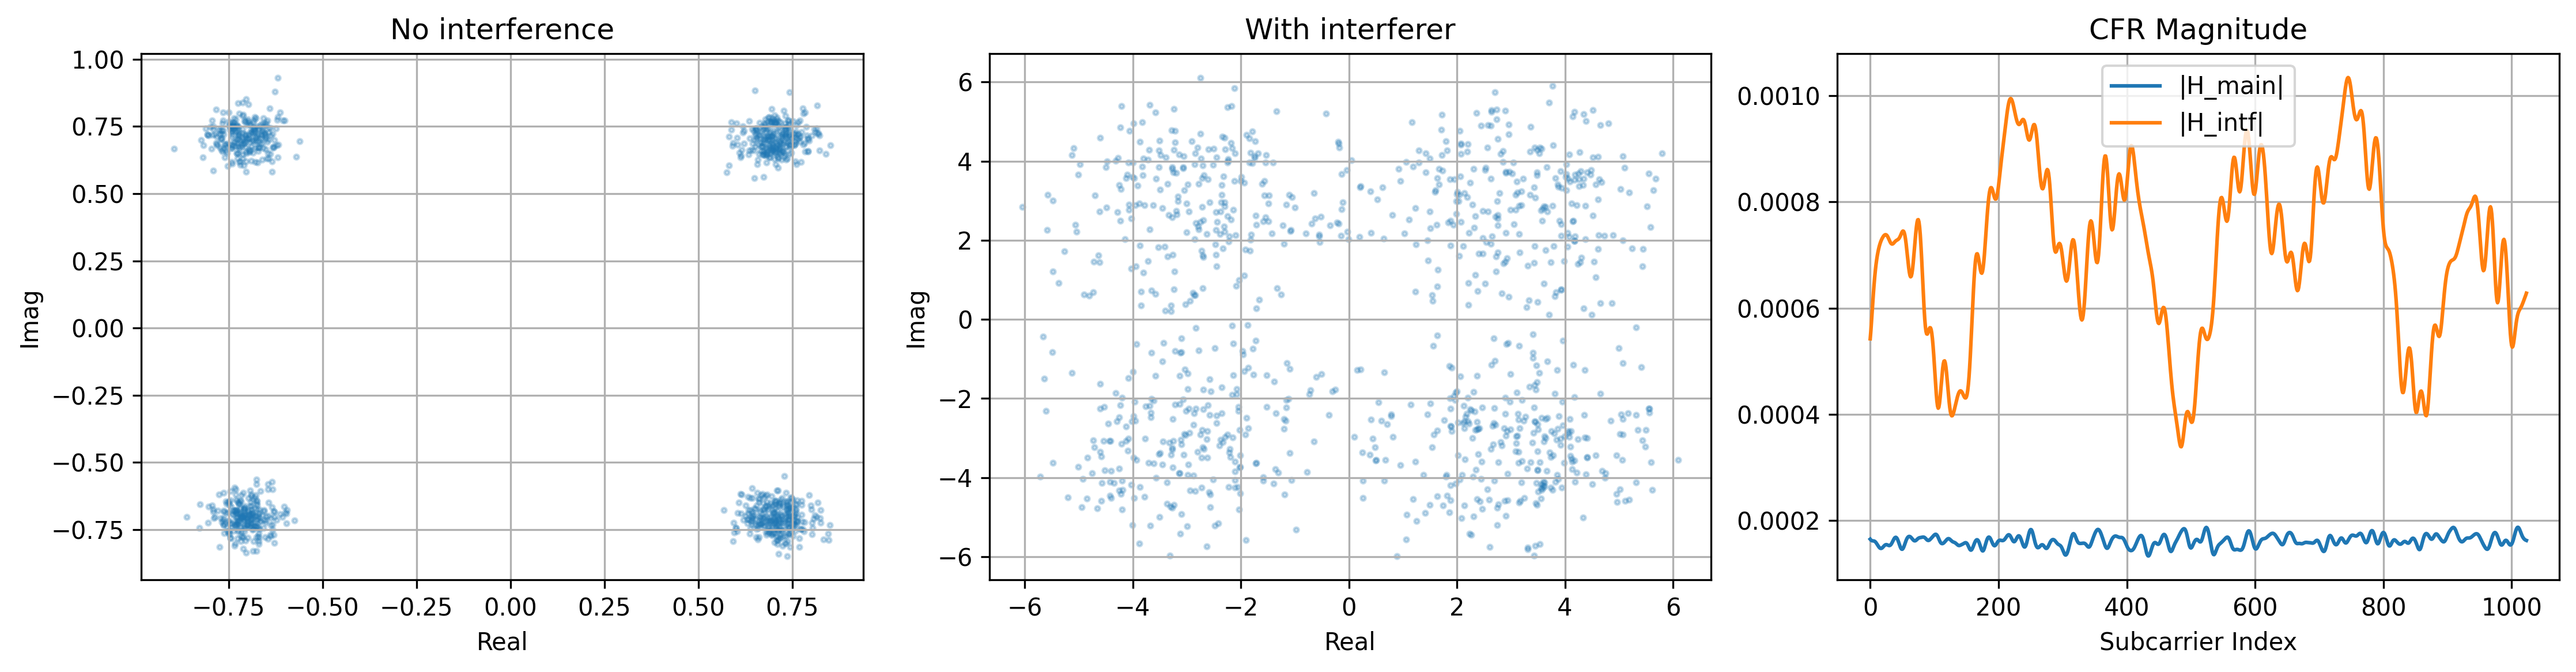 No interference
1.00
0.75
0.50
0.25
0.00
−0.25
−0.50
−0.75
Imag
−0.75 −0.50 −0.25 0.00 0.25 0.50 0.75
Real
With interferer
6
4
2
0
−2
−4
−6
Imag
−6 −4 −2 0 2 4 6
Real
CFR Magnitude
|H_main|
|H_intf|
0.0010
0.0008
0.0006
0.0004
0.0002
0 200 400 600 800 1000
Subcarrier Index